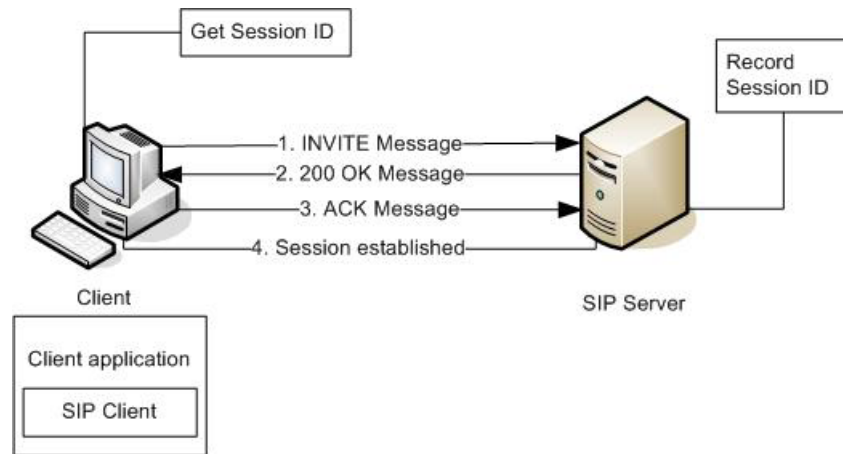 Get Session ID
Record
Session ID
1. INVITE Message
2. 200 OK Message
3. ACK Message
4. Session established
Client
SIP Server
Client application
SIP Client